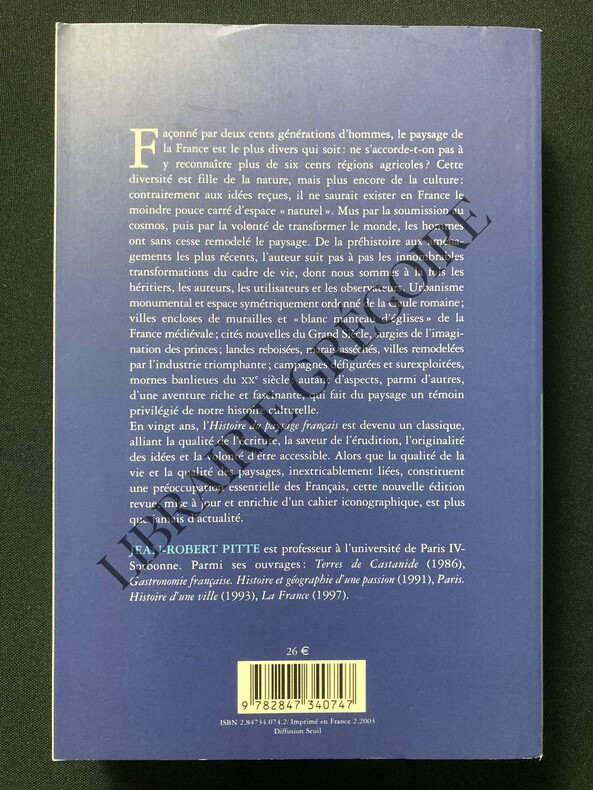 Façonné par deux cents générations d'hommes, le paysage de
la France est le plus divers qui soit : ne s'accorde-t-on pas à
y reconnaître plus de six cents régions agricoles ? Cette
diversité est fille de la nature, mais plus encore de la culture :
contrairement aux idées reçues, il ne saurait exister en France le
moindre pouce carré d'espace « naturel ». Mus par la soumission au
cosmos, puis par la volonté de transformer le monde, les hommes
ont sans cesse remodelé le paysage. De la préhistoire aux aména-
gements les plus récents, l'auteur suit pas à pas les innombrables
transformations du cadre de vie, dont nous sommes à la fois les
héritiers, les auteurs, les utilisateurs et les observateurs. Urbanisme
monumental et espace symétriquement ordonné de la Gaule romaine ;
villes encloses de murailles et « blanc manteau d'églises » de la
France médiévale ; cités nouvelles du Grand Siècle, surgies de l'imagi-
nation des princes ; landes reboisées, marais asséchés, villes remodelées
par l'industrie triomphante ; campagnes défigurées et surexploitées,
mornes banlieues du XXe siècle : autant d'aspects, parmi d'autres,
d'une aventure riche et fascinante, qui fait du paysage un témoin
privilégié de notre histoire culturelle.
En vingt ans, l'Histoire du paysage français est devenu un classique,
alliant la qualité de l'écriture, la saveur de l'érudition, l'originalité
des idées et la volonté d'être accessible. Alors que la qualité de la
vie et la qualité des paysages, inextricablement liées, constituent
une préoccupation essentielle des Français, cette nouvelle édition
revue, mise à jour et enrichie d'un cahier iconographique, est plus
que jamais d'actualité.
JEAN-ROBERT PITTE est professeur à l'université de Paris IV-
Sorbonne. Parmi ses ouvrages : Terres de Castanide (1986),
Gastronomie française. Histoire et géographie d'une passion (1991), Paris.
Histoire d'une ville (1993), La France (1997).
LIBRAIRIE GRÉGOIRE
26 €
9 782847 340747
ISBN 2.84734.074.2/ Imprimé en France 2.2003
Diffusion Seuil